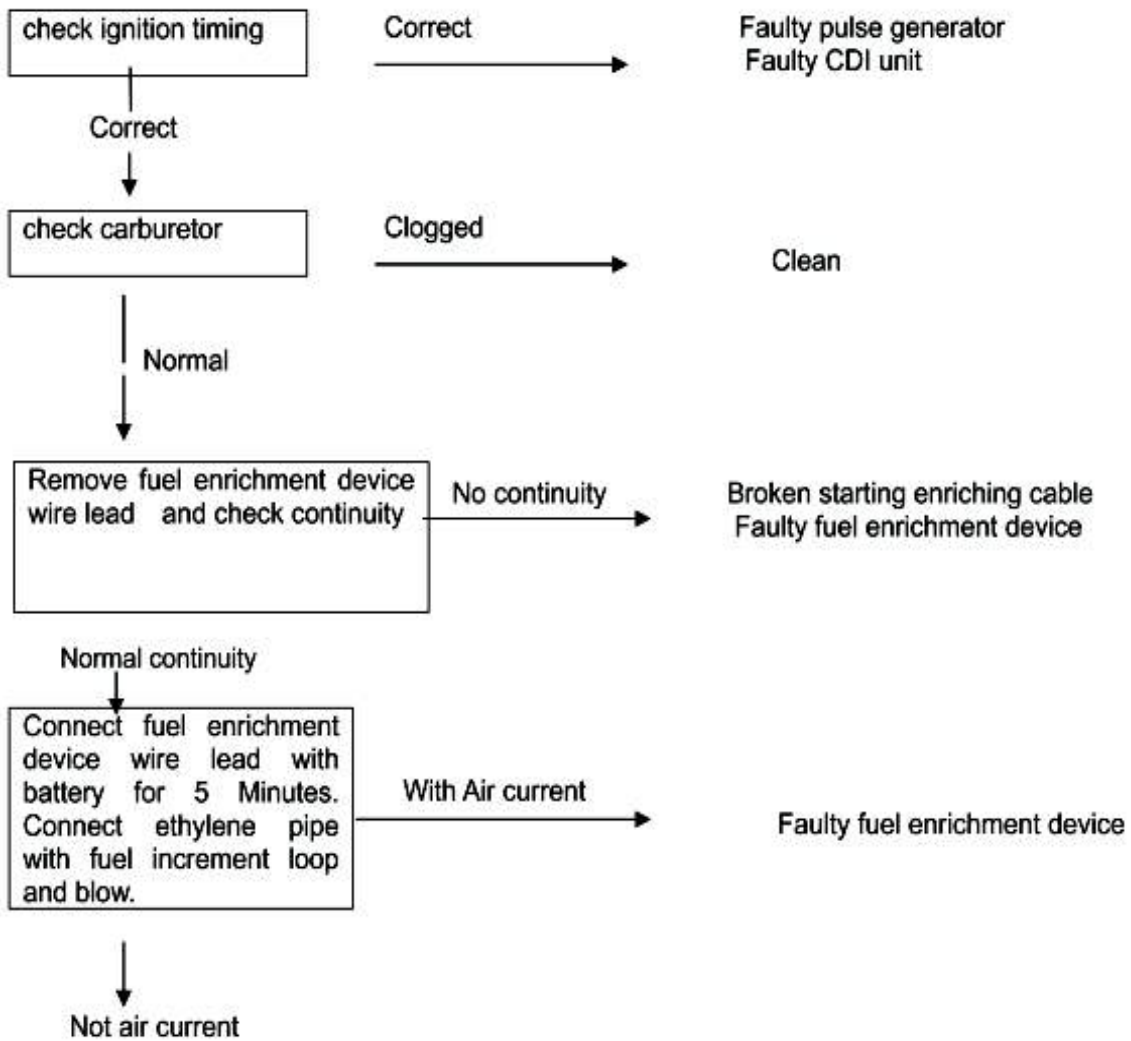 check ignition timing
Correct
Faulty pulse generator
Faulty CDI unit
Correct
check carburetor
Clogged
Clean
Normal
Remove fuel enrichment device
wire lead and check continuity
No continuity
Broken starting enriching cable
Faulty fuel enrichment device
Normal continuity
Connect fuel enrichment
device wire lead with
battery for 5 Minutes.
Connect ethylene pipe
with fuel increment loop
and blow.
With Air current
Faulty fuel enrichment device
Not air current